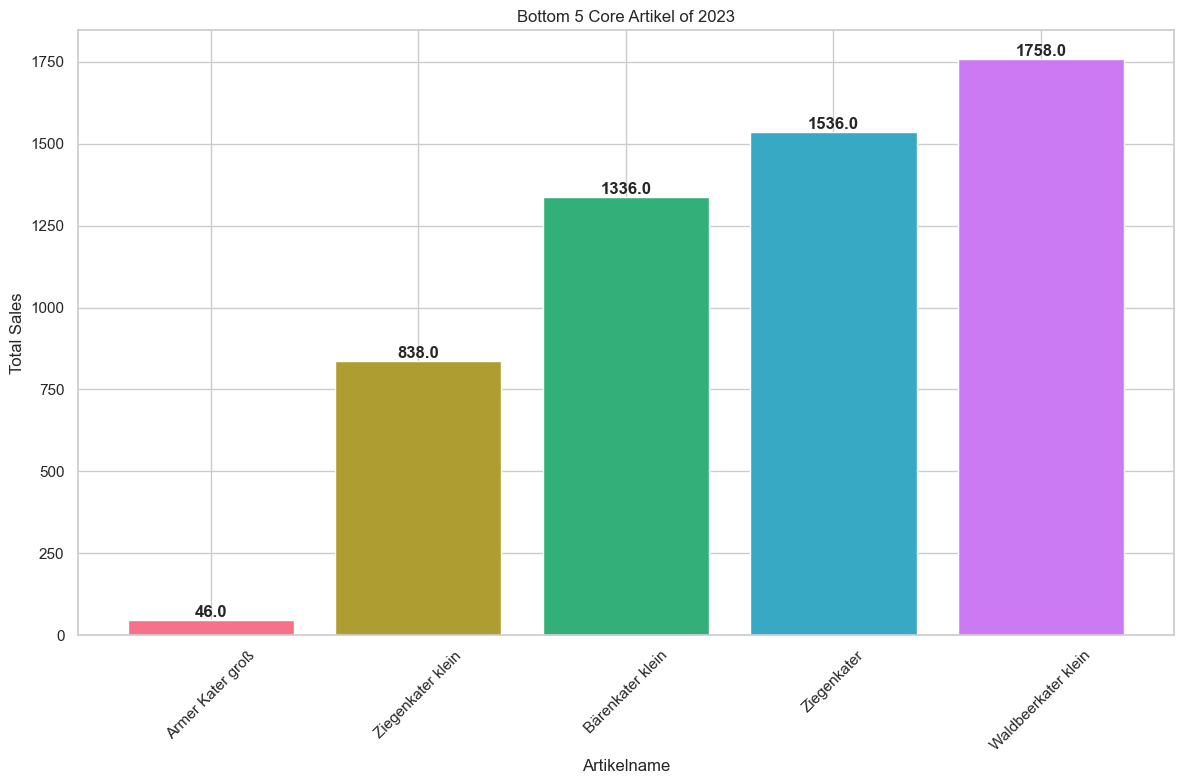 Bottom 5 Core Artikel of 2023
Total Sales
1750
1500
1250
1000
750
500
250
0
46.0
838.0
1336.0
1536.0
1758.0
Armer Kater groß
Ziegenkater klein
Bärenkater klein
Ziegenkater
Waldbeerkater klein
Artikelname